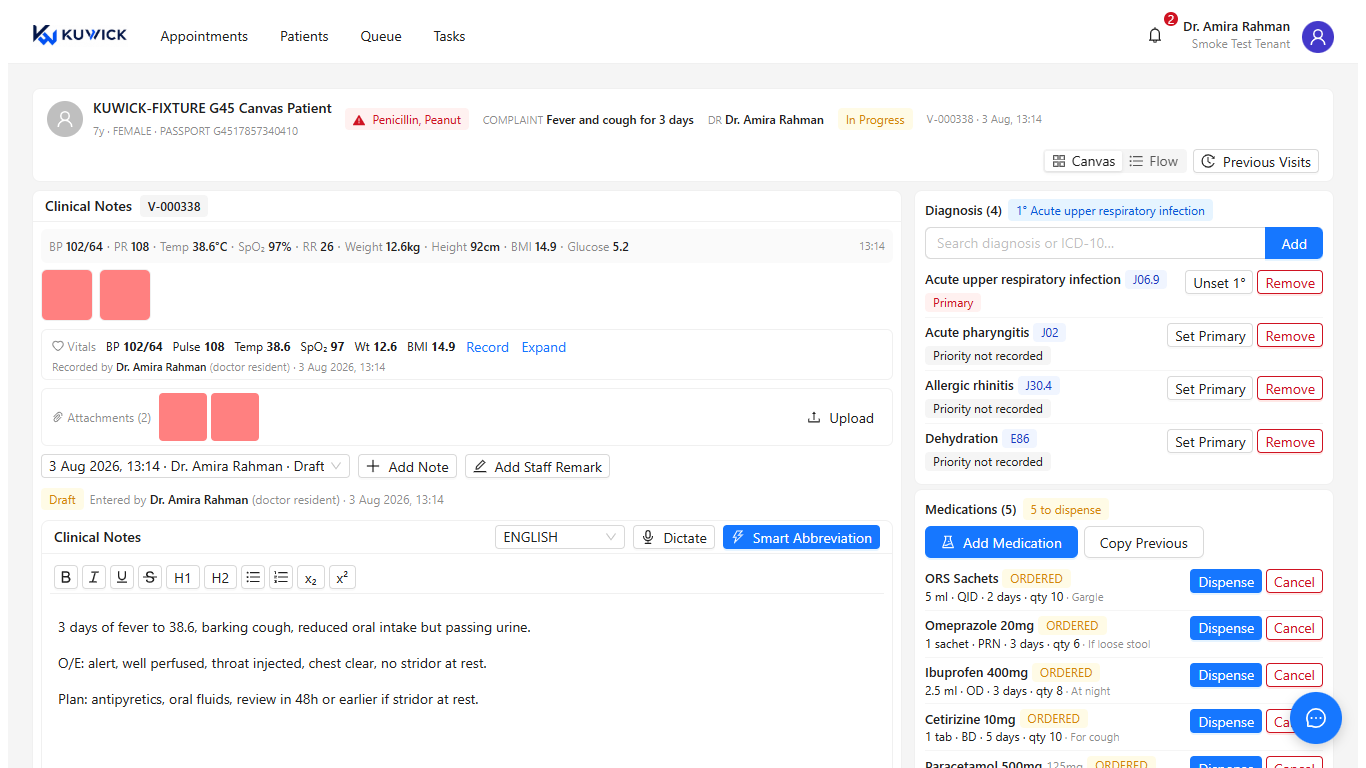 KUWICK Appointments Patients Queue Tasks 2 Dr. Amira Rahman
Smoke Test Tenant
KUWICK-FIXTURE G45 Canvas Patient
7y · FEMALE · PASSPORT G4517857340410
Penicillin, Peanut COMPLAINT Fever and cough for 3 days DR Dr. Amira Rahman In Progress V-000338 · 3 Aug, 13:14
Canvas Flow Previous Visits
Clinical Notes V-000338
BP 102/64 · PR 108 · Temp 38.6°C · SpO₂ 97% · RR 26 · Weight 12.6kg · Height 92cm · BMI 14.9 · Glucose 5.2 13:14
Vitals BP 102/64 Pulse 108 Temp 38.6 SpO₂ 97 Wt 12.6 BMI 14.9 Record Expand
Recorded by Dr. Amira Rahman (doctor resident) · 3 Aug 2026, 13:14
Attachments (2) Upload
3 Aug 2026, 13:14 · Dr. Amira Rahman · Draft Add Note Add Staff Remark
Draft Entered by Dr. Amira Rahman (doctor resident) · 3 Aug 2026, 13:14
Clinical Notes ENGLISH Dictate Smart Abbreviation
B I U S H1 H2 x₂ x²
3 days of fever to 38.6, barking cough, reduced oral intake but passing urine.
O/E: alert, well perfused, throat injected, chest clear, no stridor at rest.
Plan: antipyretics, oral fluids, review in 48h or earlier if stridor at rest.
Diagnosis (4) 1° Acute upper respiratory infection
Search diagnosis or ICD-10... Add
Acute upper respiratory infection J06.9 Unset 1° Remove
Primary
Acute pharyngitis J02 Set Primary Remove
Priority not recorded
Allergic rhinitis J30.4 Set Primary Remove
Priority not recorded
Dehydration E86 Set Primary Remove
Priority not recorded
Medications (5) 5 to dispense
Add Medication Copy Previous
ORS Sachets ORDERED Dispense Cancel
5 ml · QID · 2 days · qty 10 · Gargle
Omeprazole 20mg ORDERED Dispense Cancel
1 sachet · PRN · 3 days · qty 6 · If loose stool
Ibuprofen 400mg ORDERED Dispense Cancel
2.5 ml · OD · 3 days · qty 8 · At night
Cetirizine 10mg ORDERED Dispense
1 tab · BD · 5 days · qty 10 · For cough
Paracetamol 500mg 125mg ORDERED Dispense Cancel